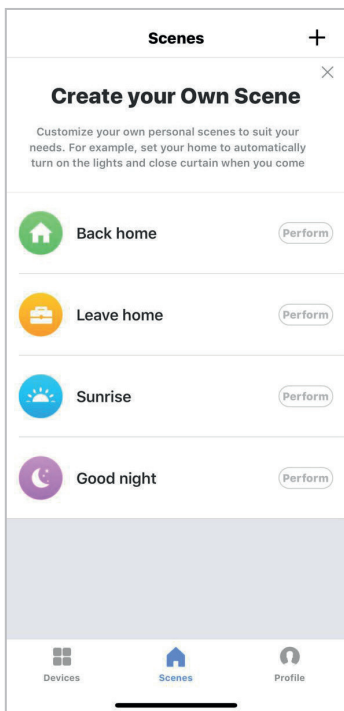 Scenes +
Create your Own Scene
Customize your own personal scenes to suit your
needs. For example, set your home to automatically
turn on the lights and close curtain when you come
Back home Perform
Leave home Perform
Sunrise Perform
Good night Perform
Devices Scenes Profile